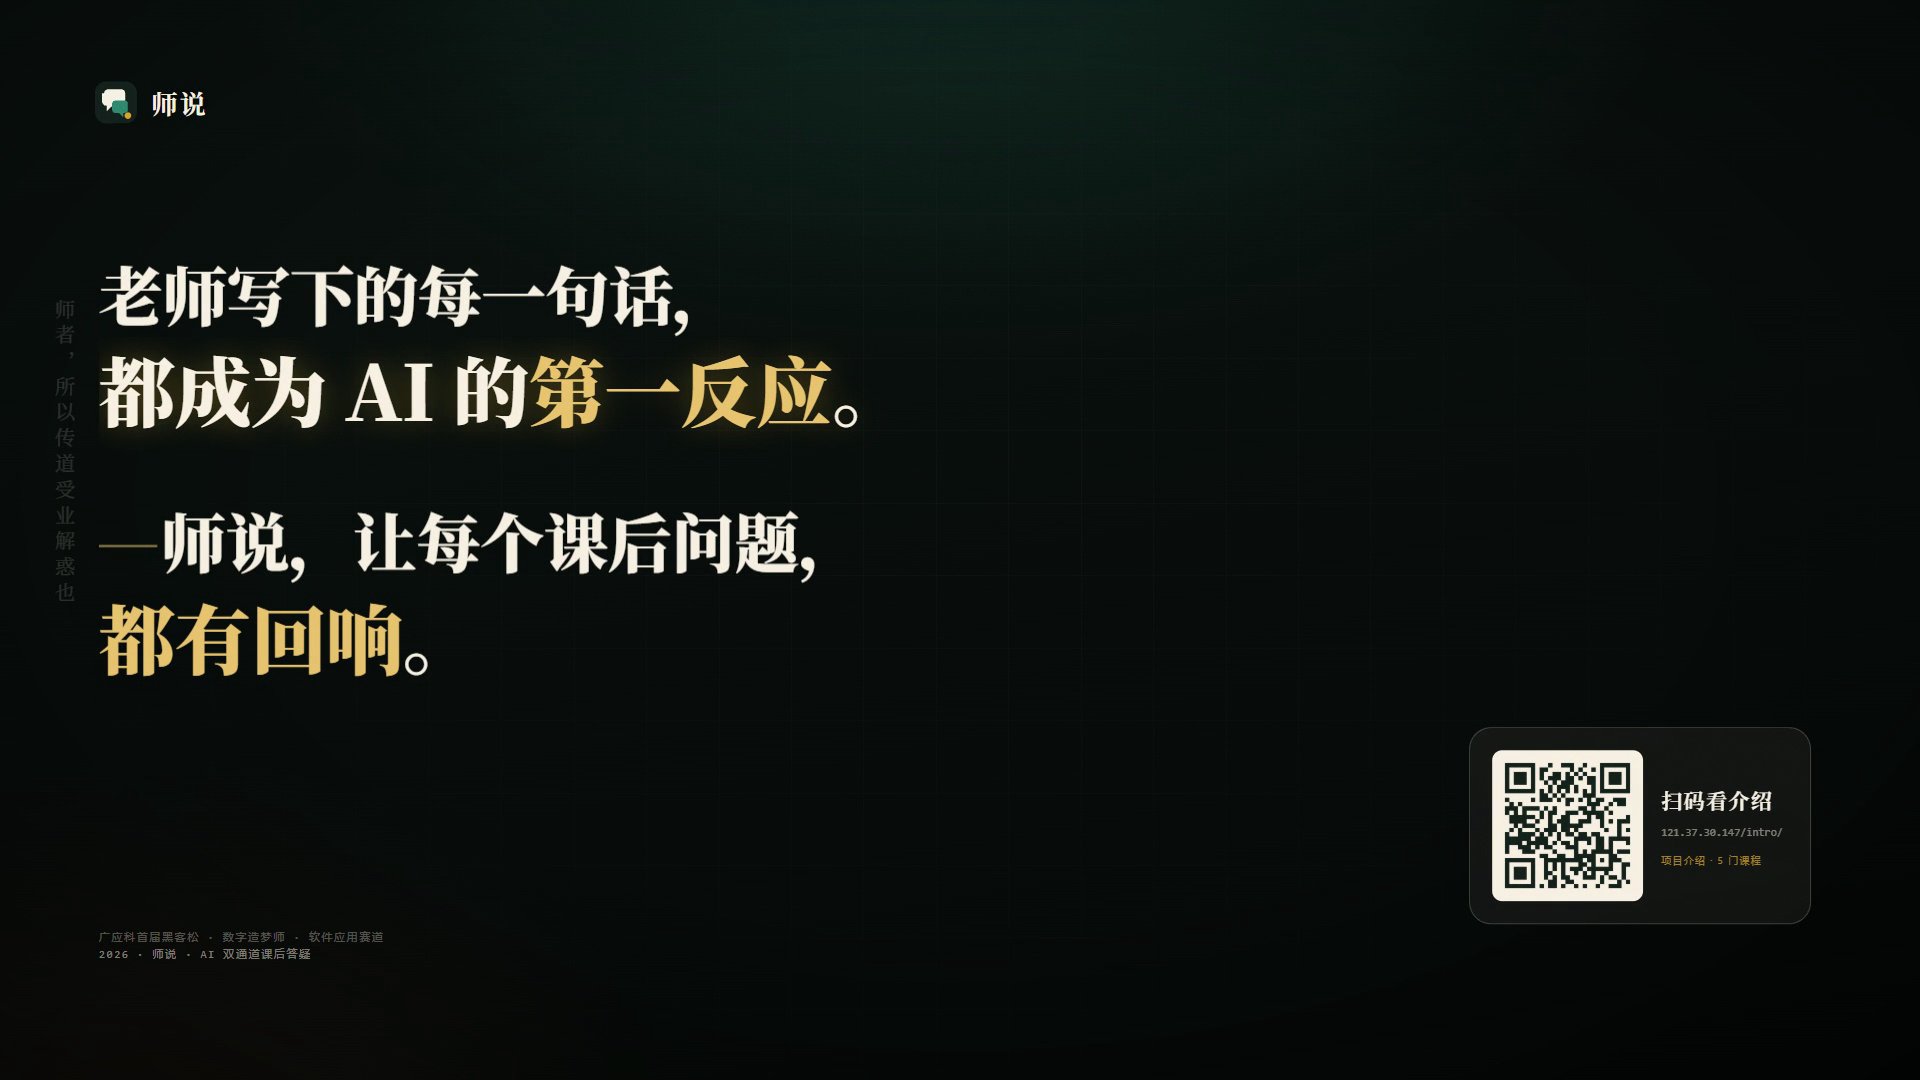 师说
师者，所以传道受业解惑也
老师写下的每一句话，
都成为 AI 的第一反应。
—师说，让每个课后问题，
都有回响。
扫码看介绍
121.37.30.147/intro/
项目介绍 · 5 门课程
广应科首届黑客松 · 数字造梦师 · 软件应用赛道
2026 · 师说 · AI 双通道课后答疑